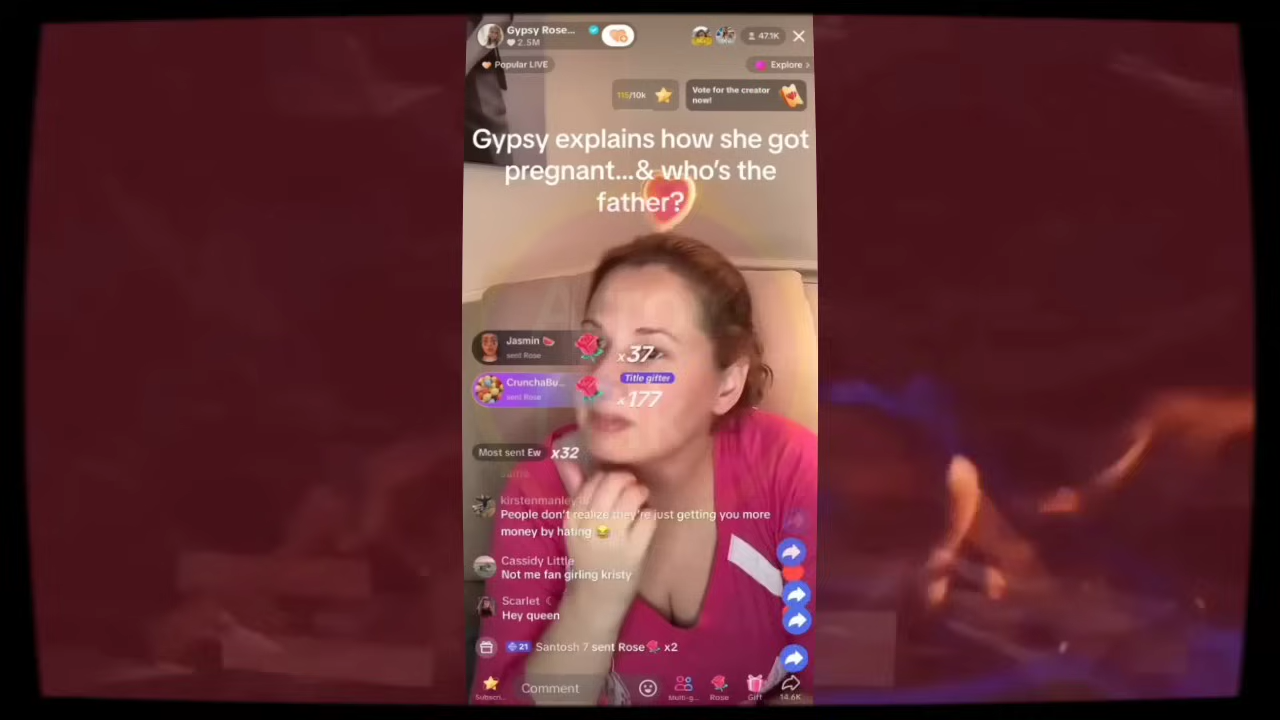 Gypsy Rose...
2.5M
47.1K
Popular LIVE
Explore >
115/10k
Vote for the creator
now!
Gypsy explains how she got
pregnant...& who's the
father?
Jasmin 🍉
sent Rose
x37
Title gifter
CrunchaBu...
sent Rose
x177
Most sent Ew x32
kirstenmanley
People don't realize they're just getting you more
money by hating 😂
Cassidy Little
Not me fan girling kristy
Scarlet ☾
Hey queen
21 Santosh 7 sent Rose🌹 x2
Subscri...
Comment
Multi-g...
Rose
Gift
14.6K